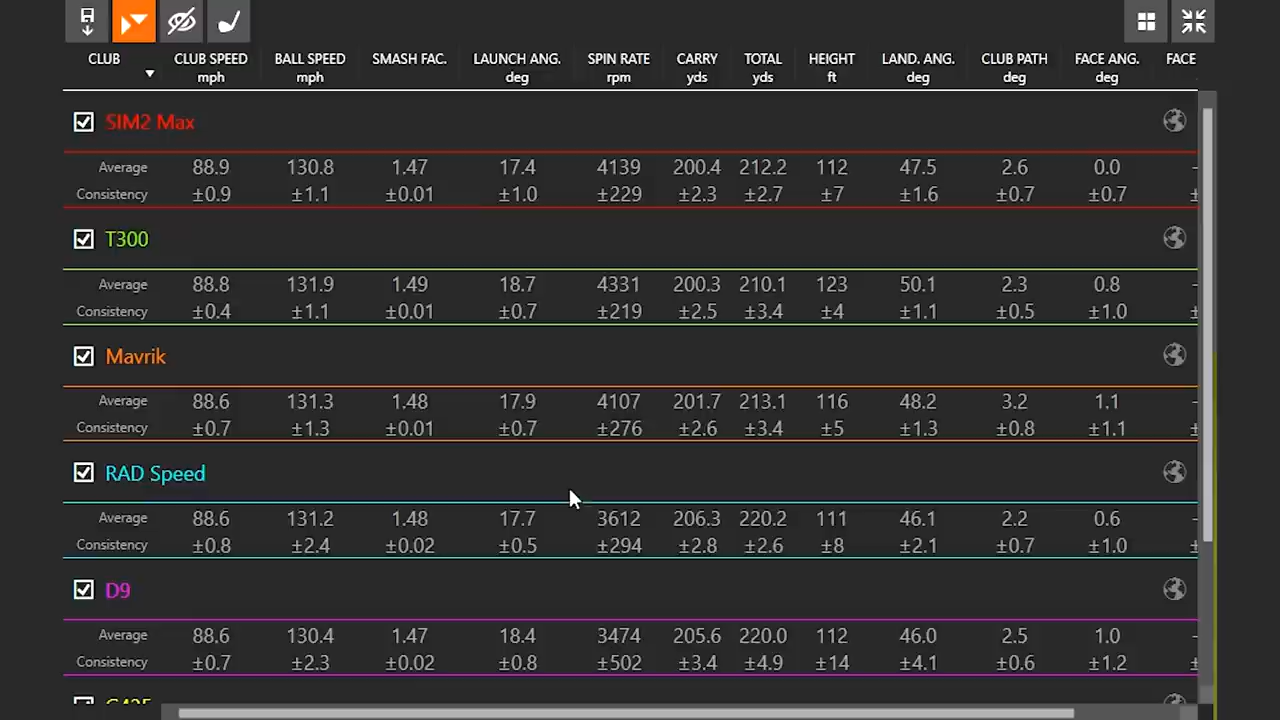 CLUB CLUB SPEED BALL SPEED SMASH FAC. LAUNCH ANG. SPIN RATE CARRY TOTAL HEIGHT LAND. ANG. CLUB PATH FACE ANG. FACE
mph mph deg rpm yds yds ft deg deg deg
SIM2 Max
Average 88.9 130.8 1.47 17.4 4139 200.4 212.2 112 47.5 2.6 0.0 -
Consistency ±0.9 ±1.1 ±0.01 ±1.0 ±229 ±2.3 ±2.7 ±7 ±1.6 ±0.7 ±0.7 ±
T300
Average 88.8 131.9 1.49 18.7 4331 200.3 210.1 123 50.1 2.3 0.8 -
Consistency ±0.4 ±1.1 ±0.01 ±0.7 ±219 ±2.5 ±3.4 ±4 ±1.1 ±0.5 ±1.0 ±
Mavrik
Average 88.6 131.3 1.48 17.9 4107 201.7 213.1 116 48.2 3.2 1.1 -
Consistency ±0.7 ±1.3 ±0.01 ±0.7 ±276 ±2.6 ±3.4 ±5 ±1.3 ±0.8 ±1.1 ±
RAD Speed
Average 88.6 131.2 1.48 17.7 3612 206.3 220.2 111 46.1 2.2 0.6 -
Consistency ±0.8 ±2.4 ±0.02 ±0.5 ±294 ±2.8 ±2.6 ±8 ±2.1 ±0.7 ±1.0 ±
D9
Average 88.6 130.4 1.47 18.4 3474 205.6 220.0 112 46.0 2.5 1.0 -
Consistency ±0.7 ±2.3 ±0.02 ±0.8 ±502 ±3.4 ±4.9 ±14 ±4.1 ±0.6 ±1.2 ±